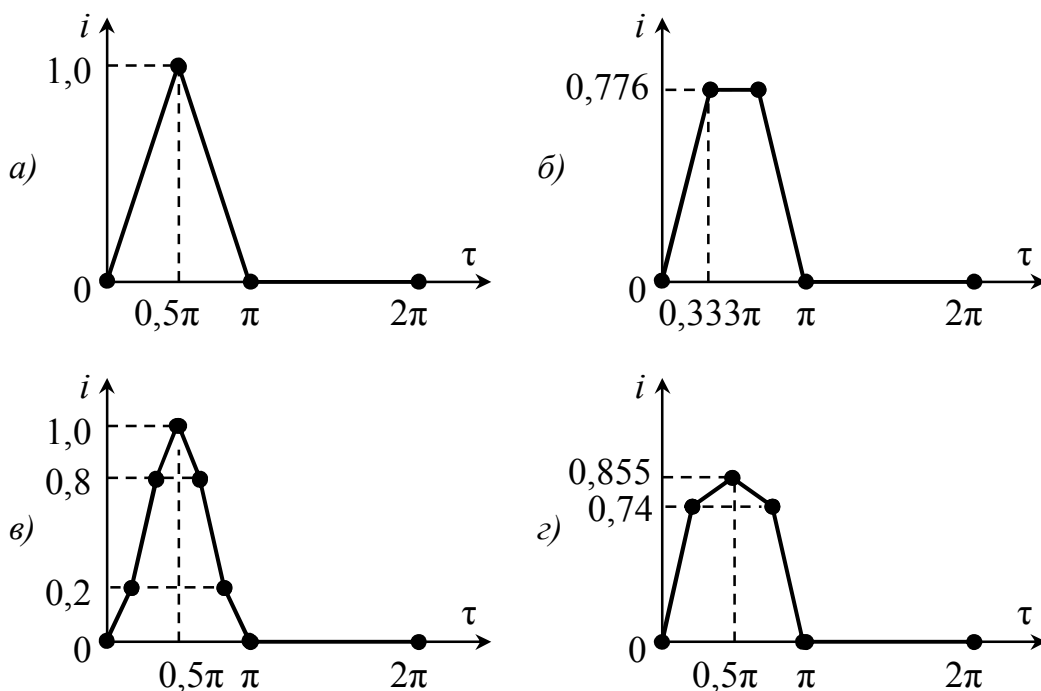 i
1,0
а)
0
τ
0,5π π 2π
i
0,776
б)
0
τ
0,333π π 2π
i
1,0
0,8
в)
0,2
0
τ
0,5π π 2π
i
0,855
0,74
г)
0
τ
0,5π π 2π